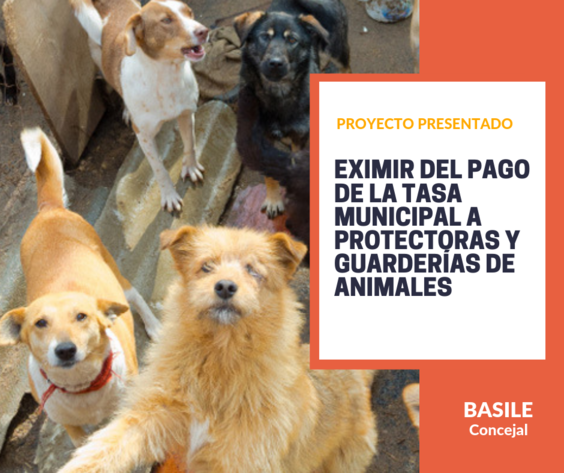 PROYECTO PRESENTADO
EXIMIR DEL PAGO
DE LA TASA
MUNICIPAL A
PROTECTORAS Y
GUARDERÍAS DE
ANIMALES
BASILE
Concejal